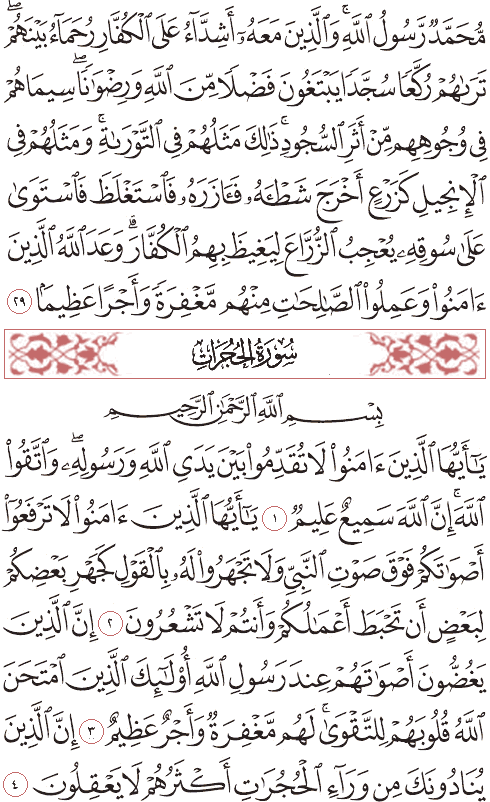 مُّحَمَّدٌ رَّسُولُ ٱللَّهِ ۚ وَٱلَّذِينَ مَعَهُۥٓ أَشِدَّآءُ عَلَى ٱلْكُفَّارِ رُحَمَآءُ بَيْنَهُمْ ۖ
تَرَىٰهُمْ رُكَّعًا سُجَّدًا يَبْتَغُونَ فَضْلًا مِّنَ ٱللَّهِ وَرِضْوَٰنًا ۖ سِيمَاهُمْ
فِى وُجُوهِهِم مِّنْ أَثَرِ ٱلسُّجُودِ ۚ ذَٰلِكَ مَثَلُهُمْ فِى ٱلتَّوْرَىٰةِ ۚ وَمَثَلُهُمْ فِى
ٱلْإِنجِيلِ كَزَرْعٍ أَخْرَجَ شَطْـَٔهُۥ فَـَٔازَرَهُۥ فَٱسْتَغْلَظَ فَٱسْتَوَىٰ
عَلَىٰ سُوقِهِۦ يُعْجِبُ ٱلزُّرَّاعَ لِيَغِيظَ بِهِمُ ٱلْكُفَّارَ ۗ وَعَدَ ٱللَّهُ ٱلَّذِينَ
ءَامَنُوا۟ وَعَمِلُوا۟ ٱلصَّـٰلِحَـٰتِ مِنْهُم مَّغْفِرَةً وَأَجْرًا عَظِيمًۢا ٢٩
سُورَةُ الحُجُرَاتِ
بِسْمِ ٱللَّهِ ٱلرَّحْمَـٰنِ ٱلرَّحِيمِ
يَـٰٓأَيُّهَا ٱلَّذِينَ ءَامَنُوا۟ لَا تُقَدِّمُوا۟ بَيْنَ يَدَىِ ٱللَّهِ وَرَسُولِهِۦ ۖ وَٱتَّقُوا۟
ٱللَّهَ ۚ إِنَّ ٱللَّهَ سَمِيعٌ عَلِيمٌ ١ يَـٰٓأَيُّهَا ٱلَّذِينَ ءَامَنُوا۟ لَا تَرْفَعُوٓا۟
أَصْوَٰتَكُمْ فَوْقَ صَوْتِ ٱلنَّبِىِّ وَلَا تَجْهَرُوا۟ لَهُۥ بِٱلْقَوْلِ كَجَهْرِ بَعْضِكُمْ
لِبَعْضٍ أَن تَحْبَطَ أَعْمَـٰلُكُمْ وَأَنتُمْ لَا تَشْعُرُونَ ٢ إِنَّ ٱلَّذِينَ
يَغُضُّونَ أَصْوَٰتَهُمْ عِندَ رَسُولِ ٱللَّهِ أُو۟لَـٰٓئِكَ ٱلَّذِينَ ٱمْتَحَنَ
ٱللَّهُ قُلُوبَهُمْ لِلتَّقْوَىٰ ۚ لَهُم مَّغْفِرَةٌ وَأَجْرٌ عَظِيمٌ ٣ إِنَّ ٱلَّذِينَ
يُنَادُونَكَ مِن وَرَآءِ ٱلْحُجُرَٰتِ أَكْثَرُهُمْ لَا يَعْقِلُونَ ٤